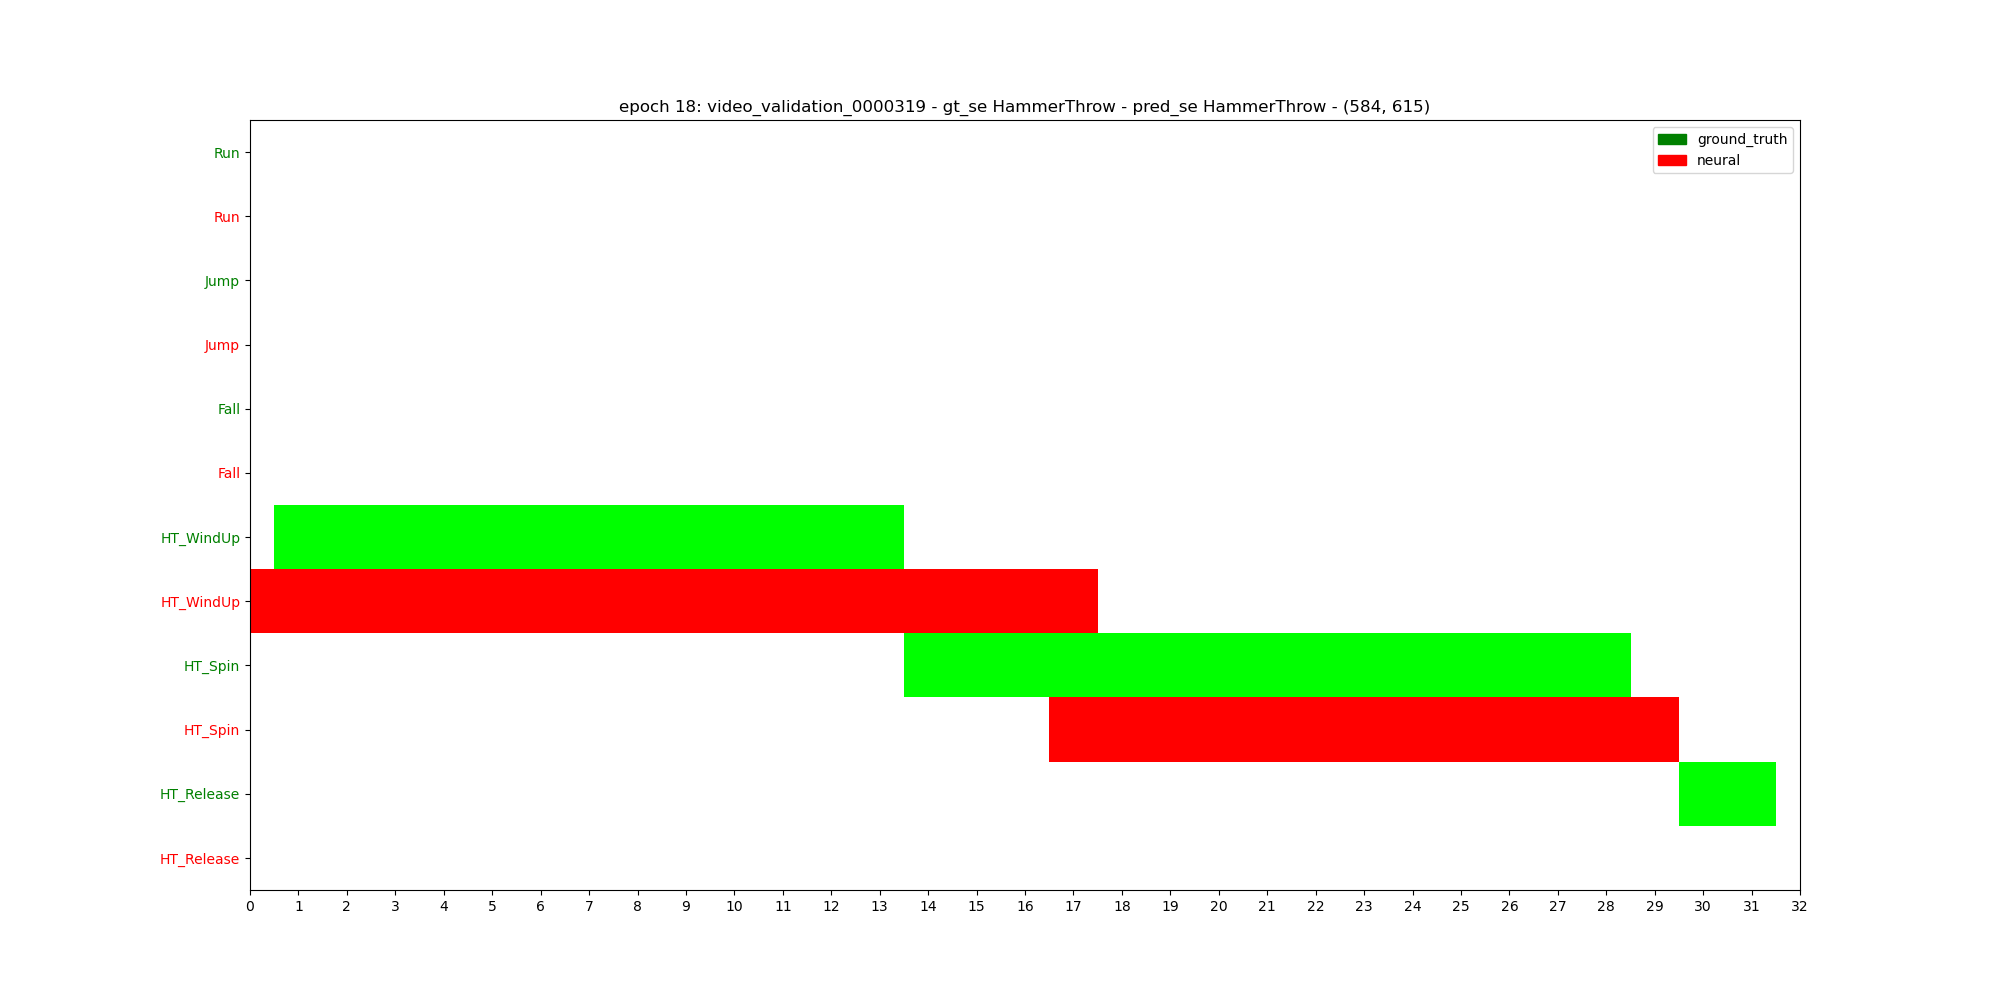 epoch 18: video_validation_0000319 - gt_se HammerThrow - pred_se HammerThrow - (584, 615)
ground_truth
neural
Run
Run
Jump
Jump
Fall
Fall
HT_WindUp
HT_WindUp
HT_Spin
HT_Spin
HT_Release
HT_Release
0 1 2 3 4 5 6 7 8 9 10 11 12 13 14 15 16 17 18 19 20 21 22 23 24 25 26 27 28 29 30 31 32